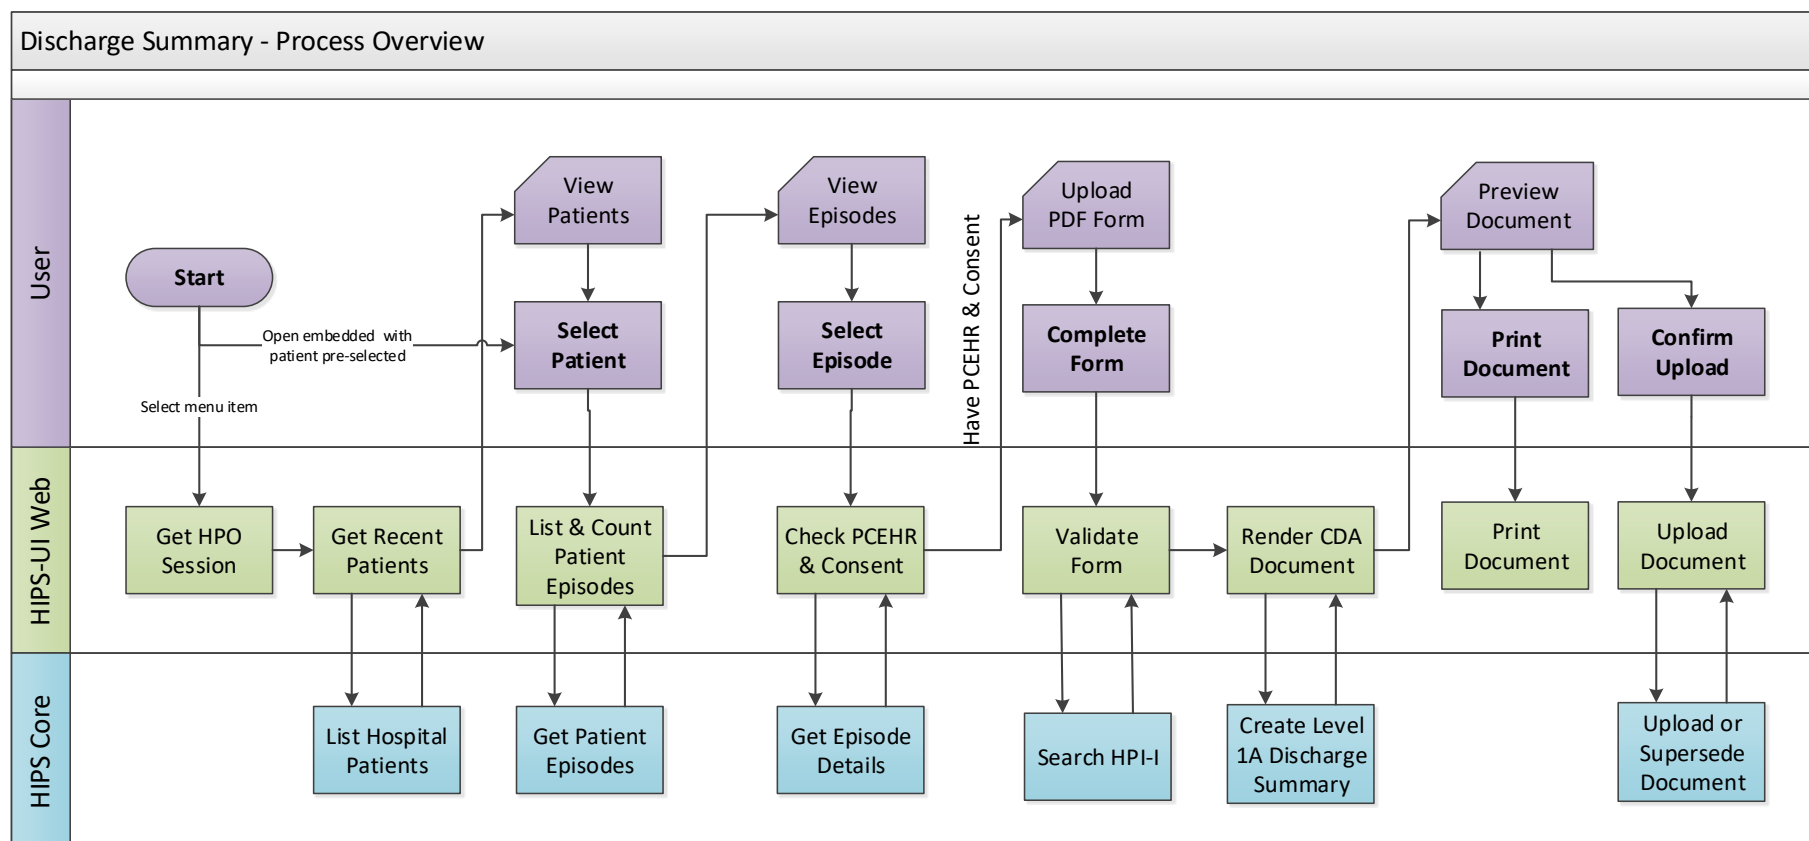 Discharge Summary - Process Overview
User
View
Patients
View
Episodes
Upload
PDF Form
Preview
Document
Start
Open embedded with
patient pre-selected
Select
Patient
Select
Episode
Have PCEHR & Consent
Complete
Form
Print
Document
Confirm
Upload
Select menu item
HIPS-UI Web
Get HPO
Session
Get Recent
Patients
List & Count
Patient
Episodes
Check PCEHR
& Consent
Validate
Form
Render CDA
Document
Print
Document
Upload
Document
HIPS Core
List Hospital
Patients
Get Patient
Episodes
Get Episode
Details
Search HPI-I
Create Level
1A Discharge
Summary
Upload or
Supersede
Document